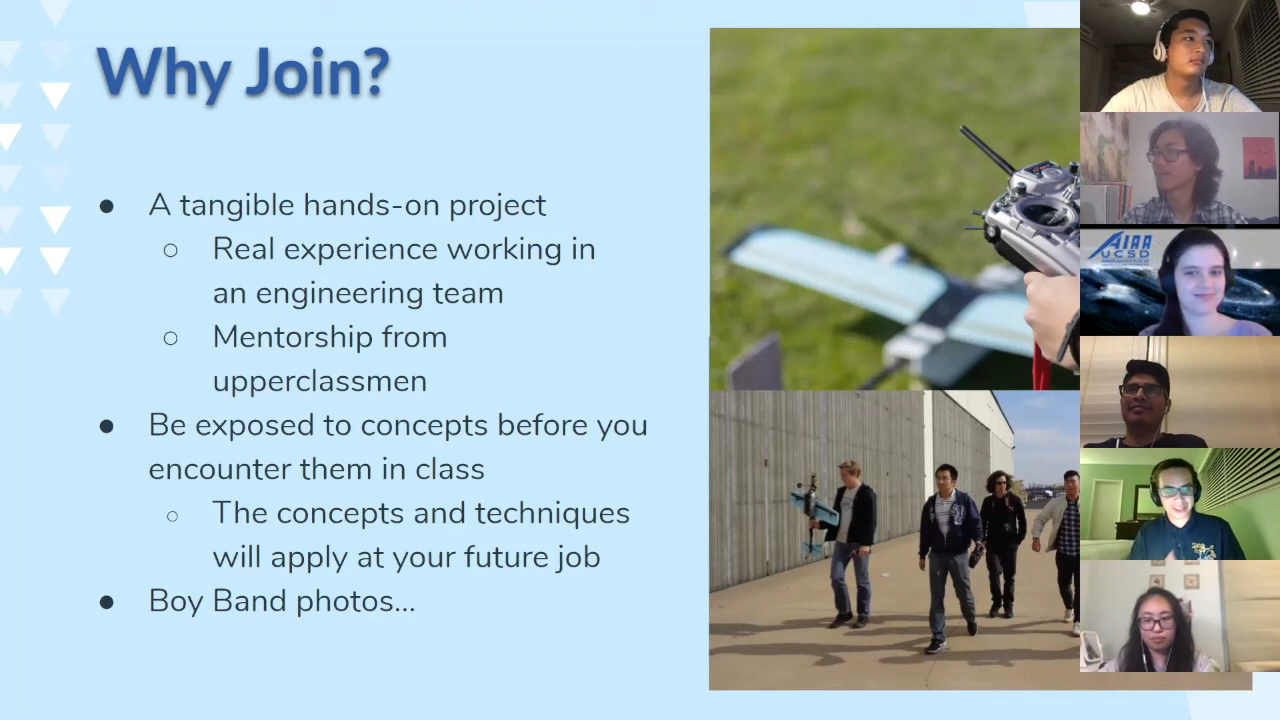 Why Join?
● A tangible hands-on project
○ Real experience working in
an engineering team
○ Mentorship from
upperclassmen
● Be exposed to concepts before you
encounter them in class
○ The concepts and techniques
will apply at your future job
● Boy Band photos...
AIAA
UCSD